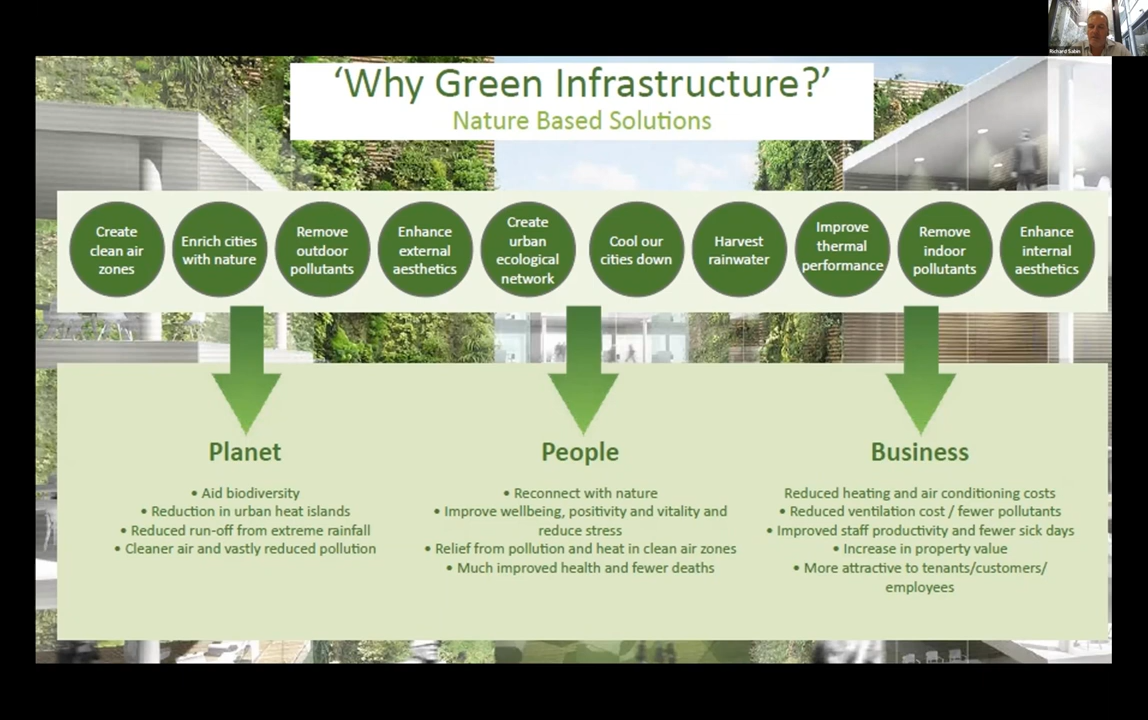 Richard Sabin
‘Why Green Infrastructure?’
Nature Based Solutions
Create
clean air
zones
Enrich cities
with nature
Remove
outdoor
pollutants
Enhance
external
aesthetics
Create
urban
ecological
network
Cool our
cities down
Harvest
rainwater
Improve
thermal
performance
Remove
indoor
pollutants
Enhance
internal
aesthetics
Planet
• Aid biodiversity
• Reduction in urban heat islands
• Reduced run-off from extreme rainfall
• Cleaner air and vastly reduced pollution
People
• Reconnect with nature
• Improve wellbeing, positivity and vitality and
reduce stress
• Relief from pollution and heat in clean air zones
• Much improved health and fewer deaths
Business
Reduced heating and air conditioning costs
• Reduced ventilation cost / fewer pollutants
• Improved staff productivity and fewer sick days
• Increase in property value
• More attractive to tenants/customers/
employees